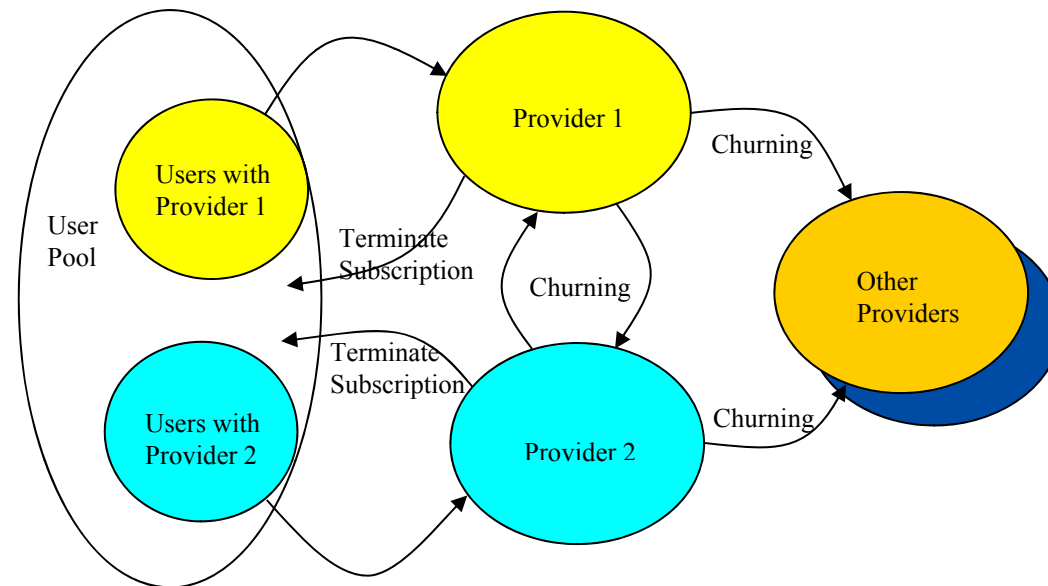 Provider 1
Churning
Users with
Provider 1
User
Pool
Terminate
Subscription
Churning
Other
Providers
Terminate
Subscription
Users with
Provider 2
Churning
Provider 2